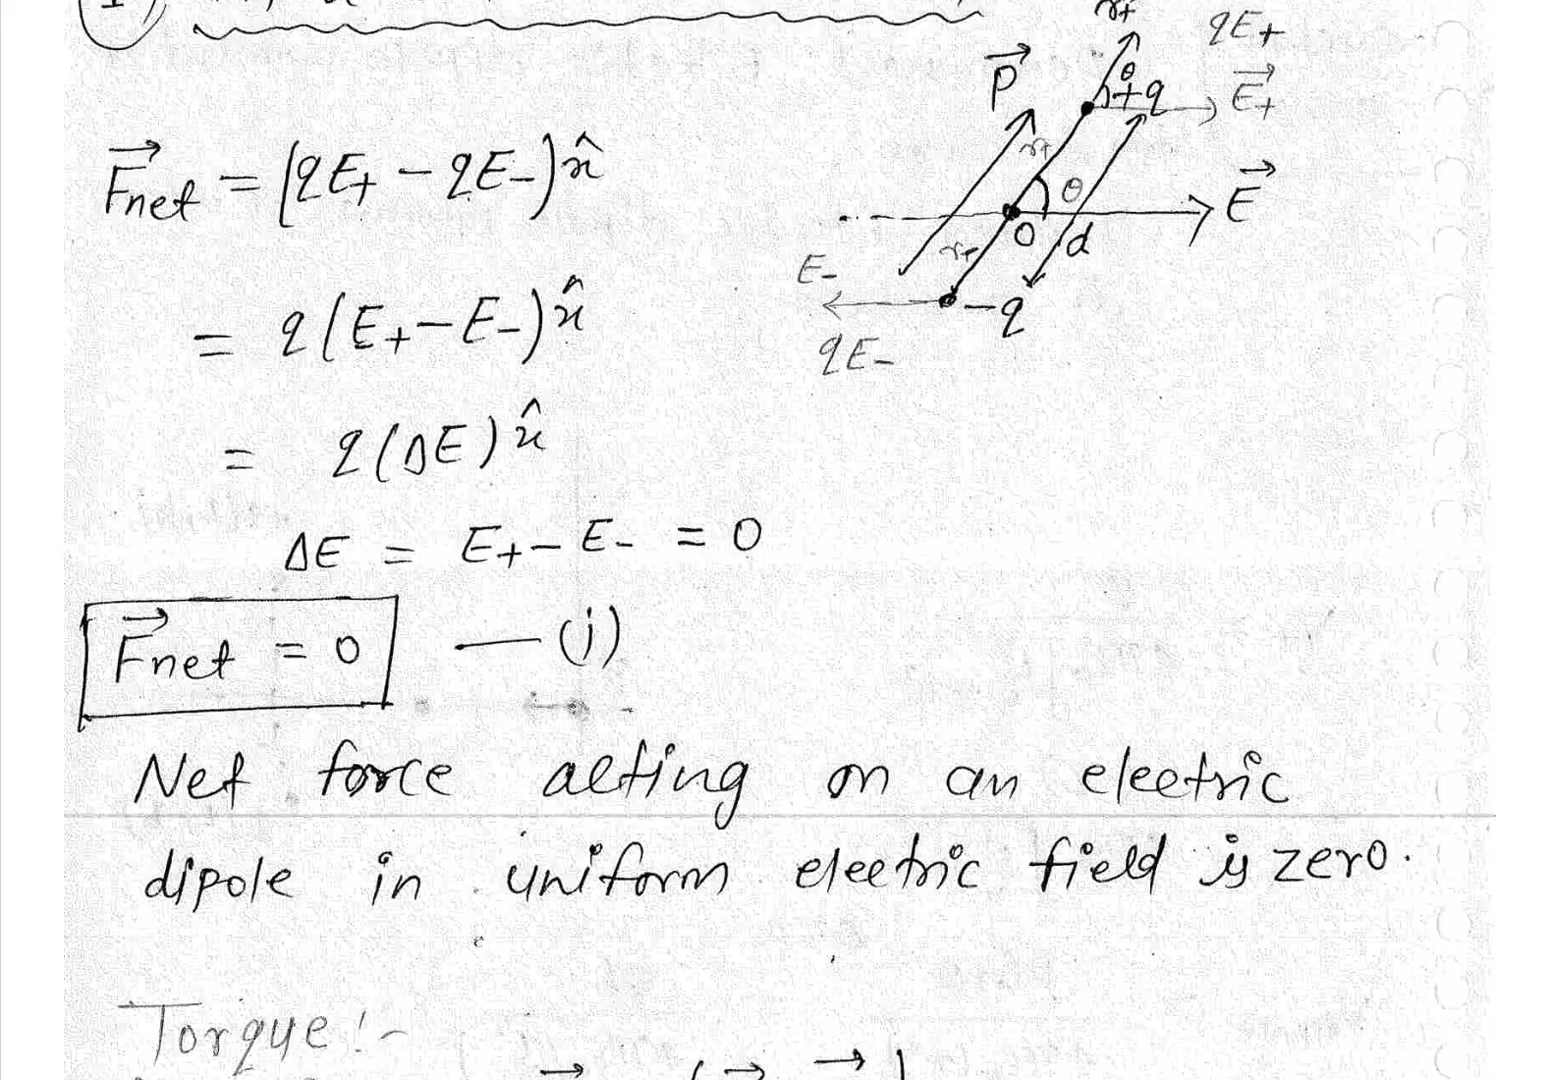 r+
qE+
P
θ
+q
E+
F net = (qE+ − qE−) x̂
r+
θ
E
O
r−
d
E−
−q
qE−
= q(E+ − E−) x̂
= q(ΔE) x̂
ΔE = E+ − E− = 0
F net = 0 — (i)
Net force acting on an electric
dipole in uniform electric field is zero.
Torque :-